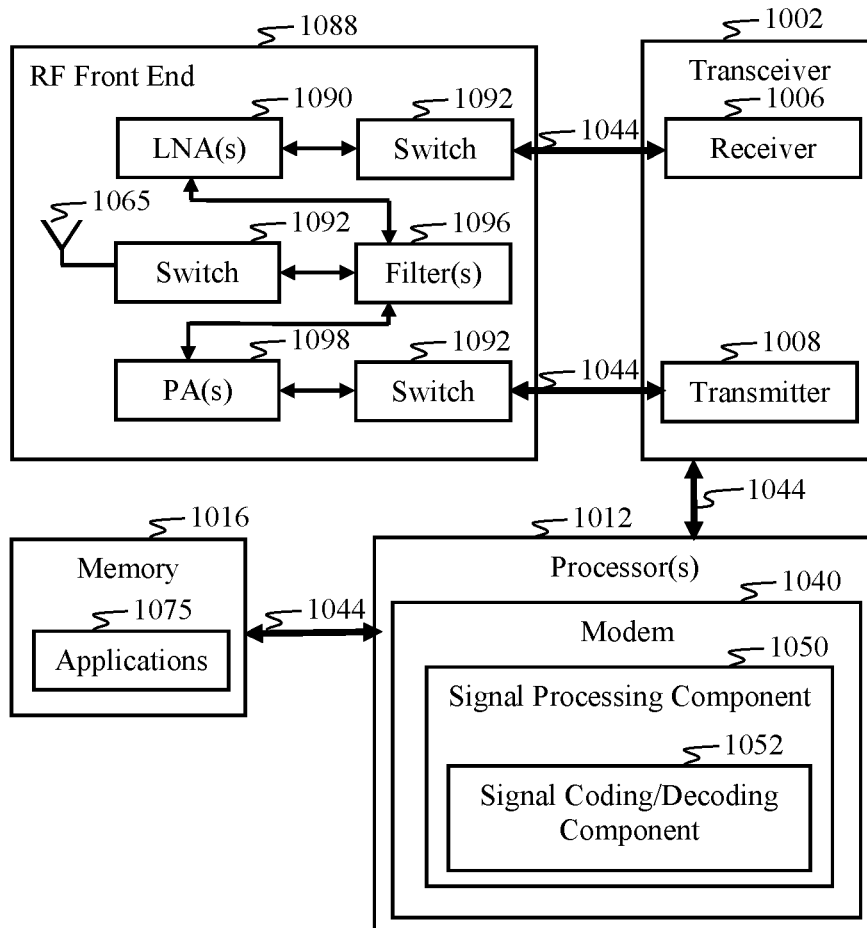 1088
1002
RF Front End
Transceiver
1090
1092
1044
1006
LNA(s)
Switch
Receiver
1065
1092
1096
Switch
Filter(s)
1098
1092
1044
1008
PA(s)
Switch
Transmitter
1044
1016
1012
Memory
Processor(s)
1075
1044
1040
Applications
Modem
1050
Signal Processing Component
1052
Signal Coding/Decoding
Component